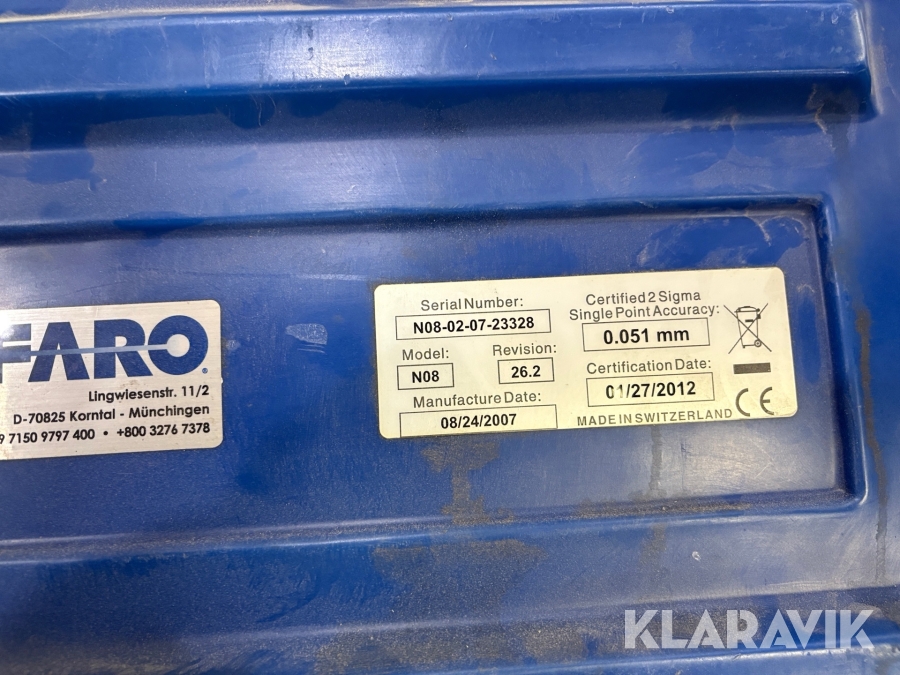 FARO
Lingwiesenstr. 11/2
D-70825 Korntal - Münchingen
9 7150 9797 400 • +800 3276 7378
Serial Number:
N08-02-07-23328
Model:
N08
Revision:
26.2
Manufacture Date:
08/24/2007
Certified 2 Sigma
Single Point Accuracy:
0.051 mm
Certification Date:
01/27/2012
MADE IN SWITZERLAND
CE
KLARAVIK